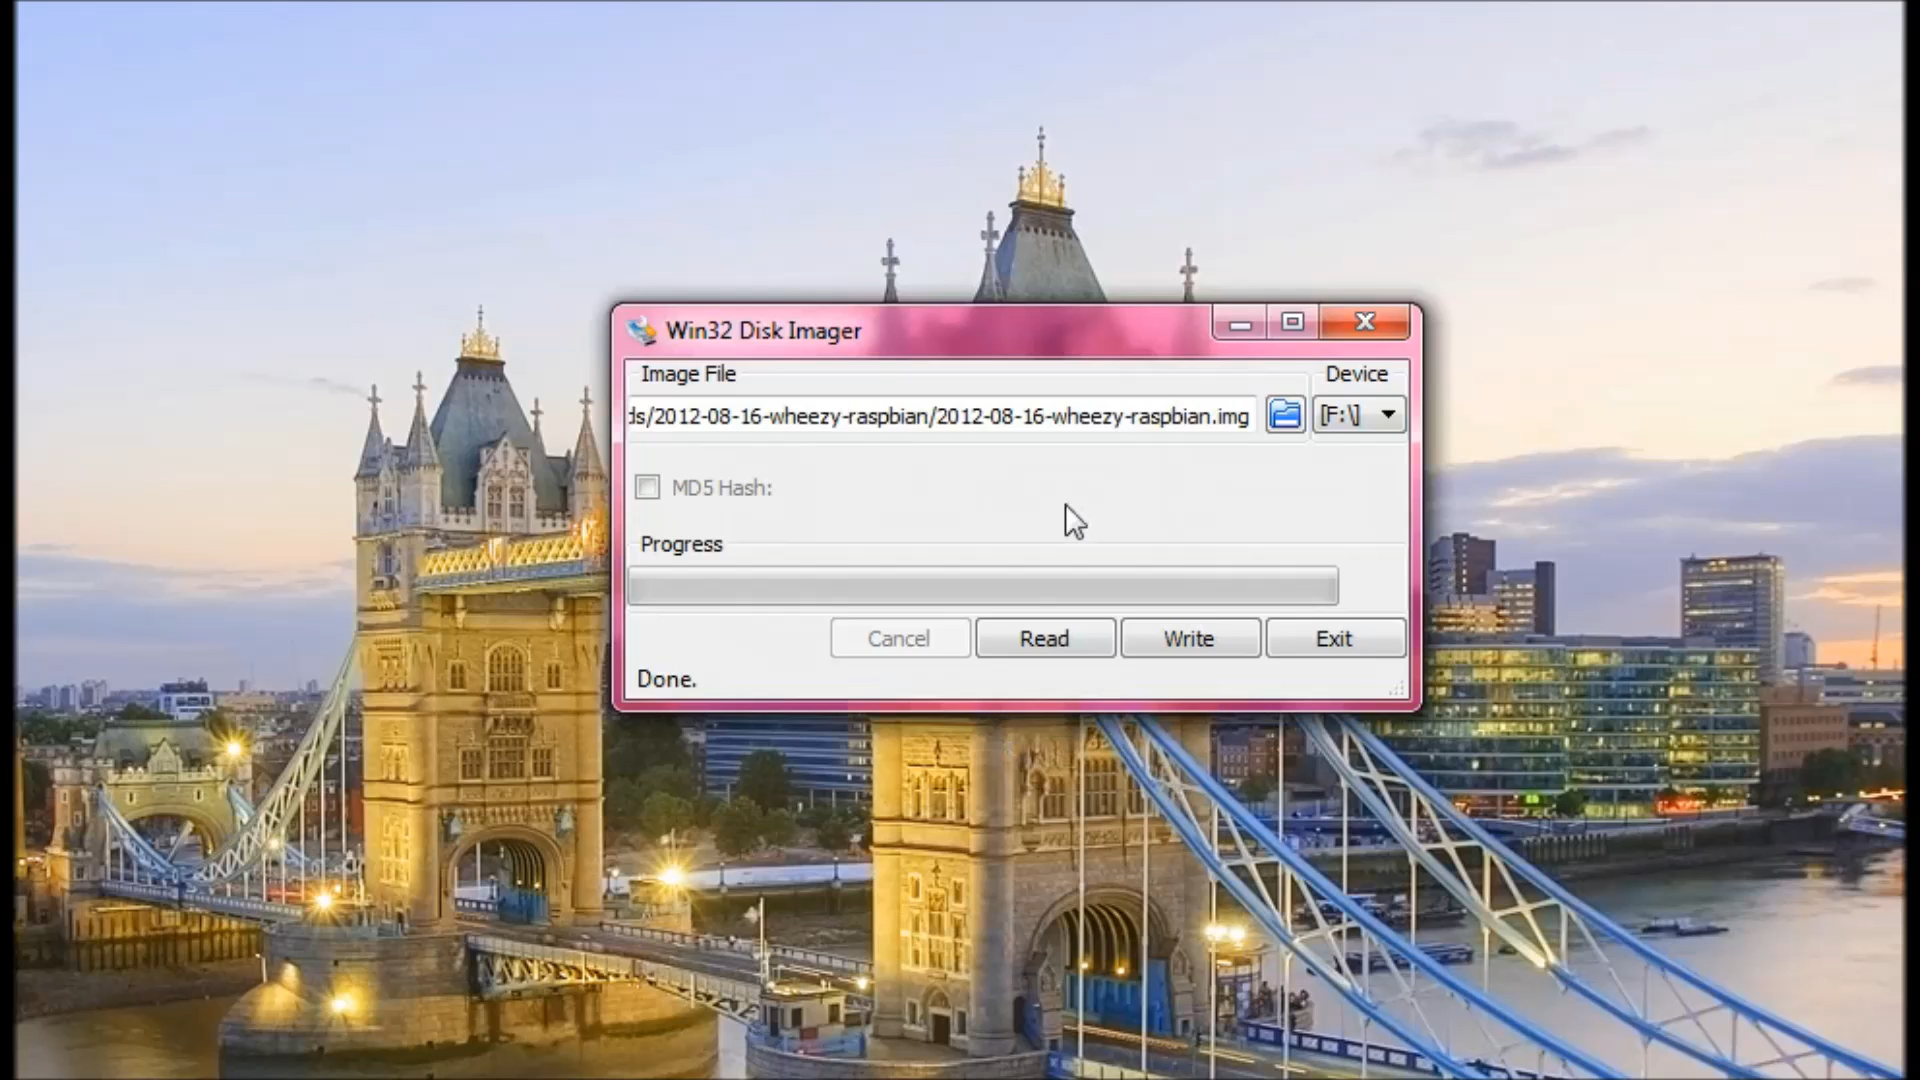 Win32 Disk Imager
Image File
Device
ds/2012-08-16-wheezy-raspbian/2012-08-16-wheezy-raspbian.img
[F:\]
MD5 Hash:
Progress
Cancel
Read
Write
Exit
Done.